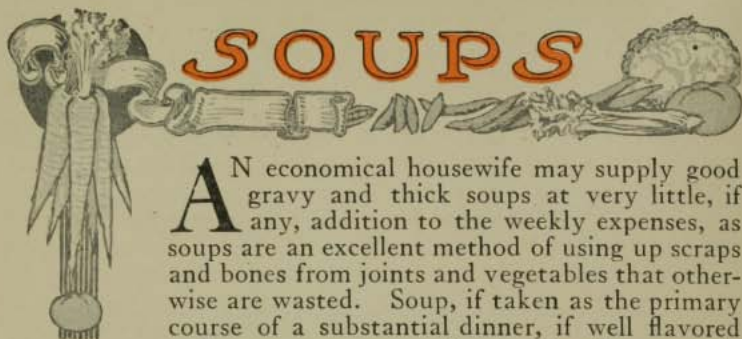 SOUPS
AN economical housewife may supply good
gravy and thick soups at very little, if
any, addition to the weekly expenses, as
soups are an excellent method of using up scraps
and bones from joints and vegetables that other-
wise are wasted. Soup, if taken as the primary
course of a substantial dinner, if well flavored